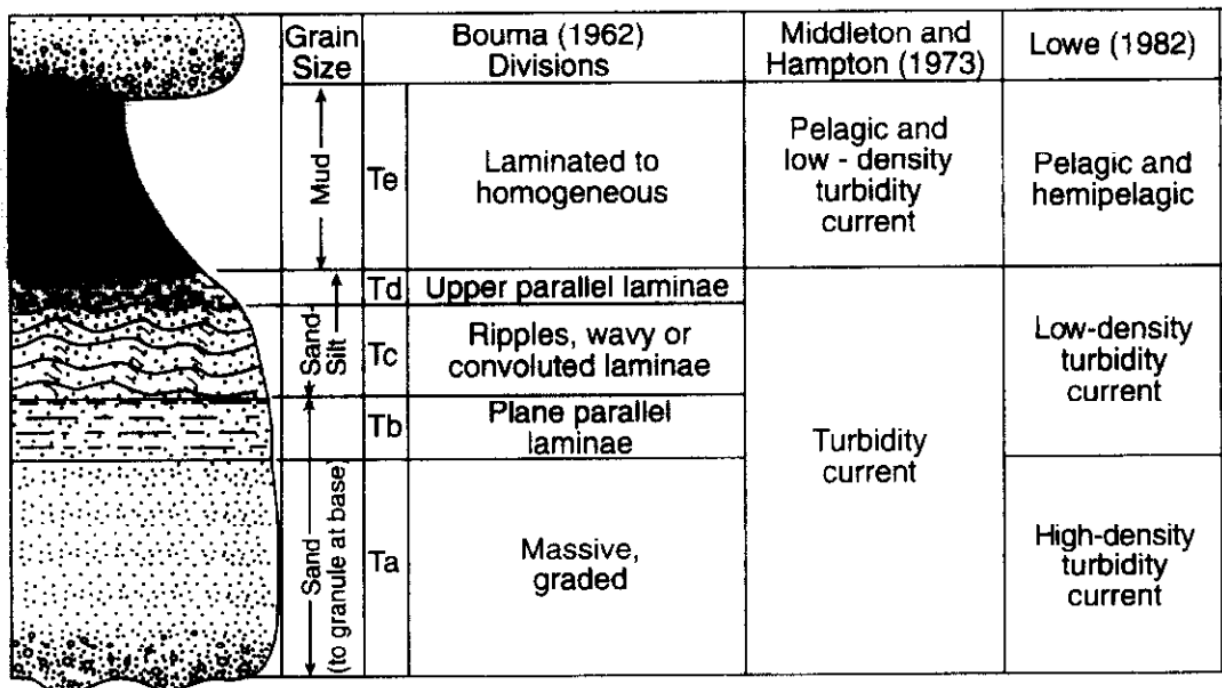 Grain
Size
Bouma (1962)
Divisions
Middleton and
Hampton (1973)
Lowe (1982)
Mud
Te
Laminated to
homogeneous
Pelagic and
low - density
turbidity
current
Pelagic and
hemipelagic
Sand-
Silt
Td
Upper parallel laminae
Tc
Ripples, wavy or
convoluted laminae
Low-density
turbidity
current
Sand
(to granule at base)
Tb
Plane parallel
laminae
Turbidity
current
Ta
Massive,
graded
High-density
turbidity
current